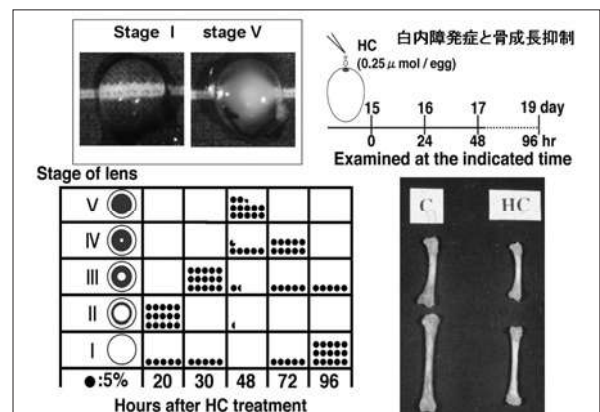 Stage I stage V
HC 白内障発症と骨成長抑制
(0.25μ mol / egg)
15 16 17 19 day
0 24 48 96 hr
Examined at the indicated time
Stage of lens
V
IV
III
II
I
●:5% 20 30 48 72 96
Hours after HC treatment
C HC